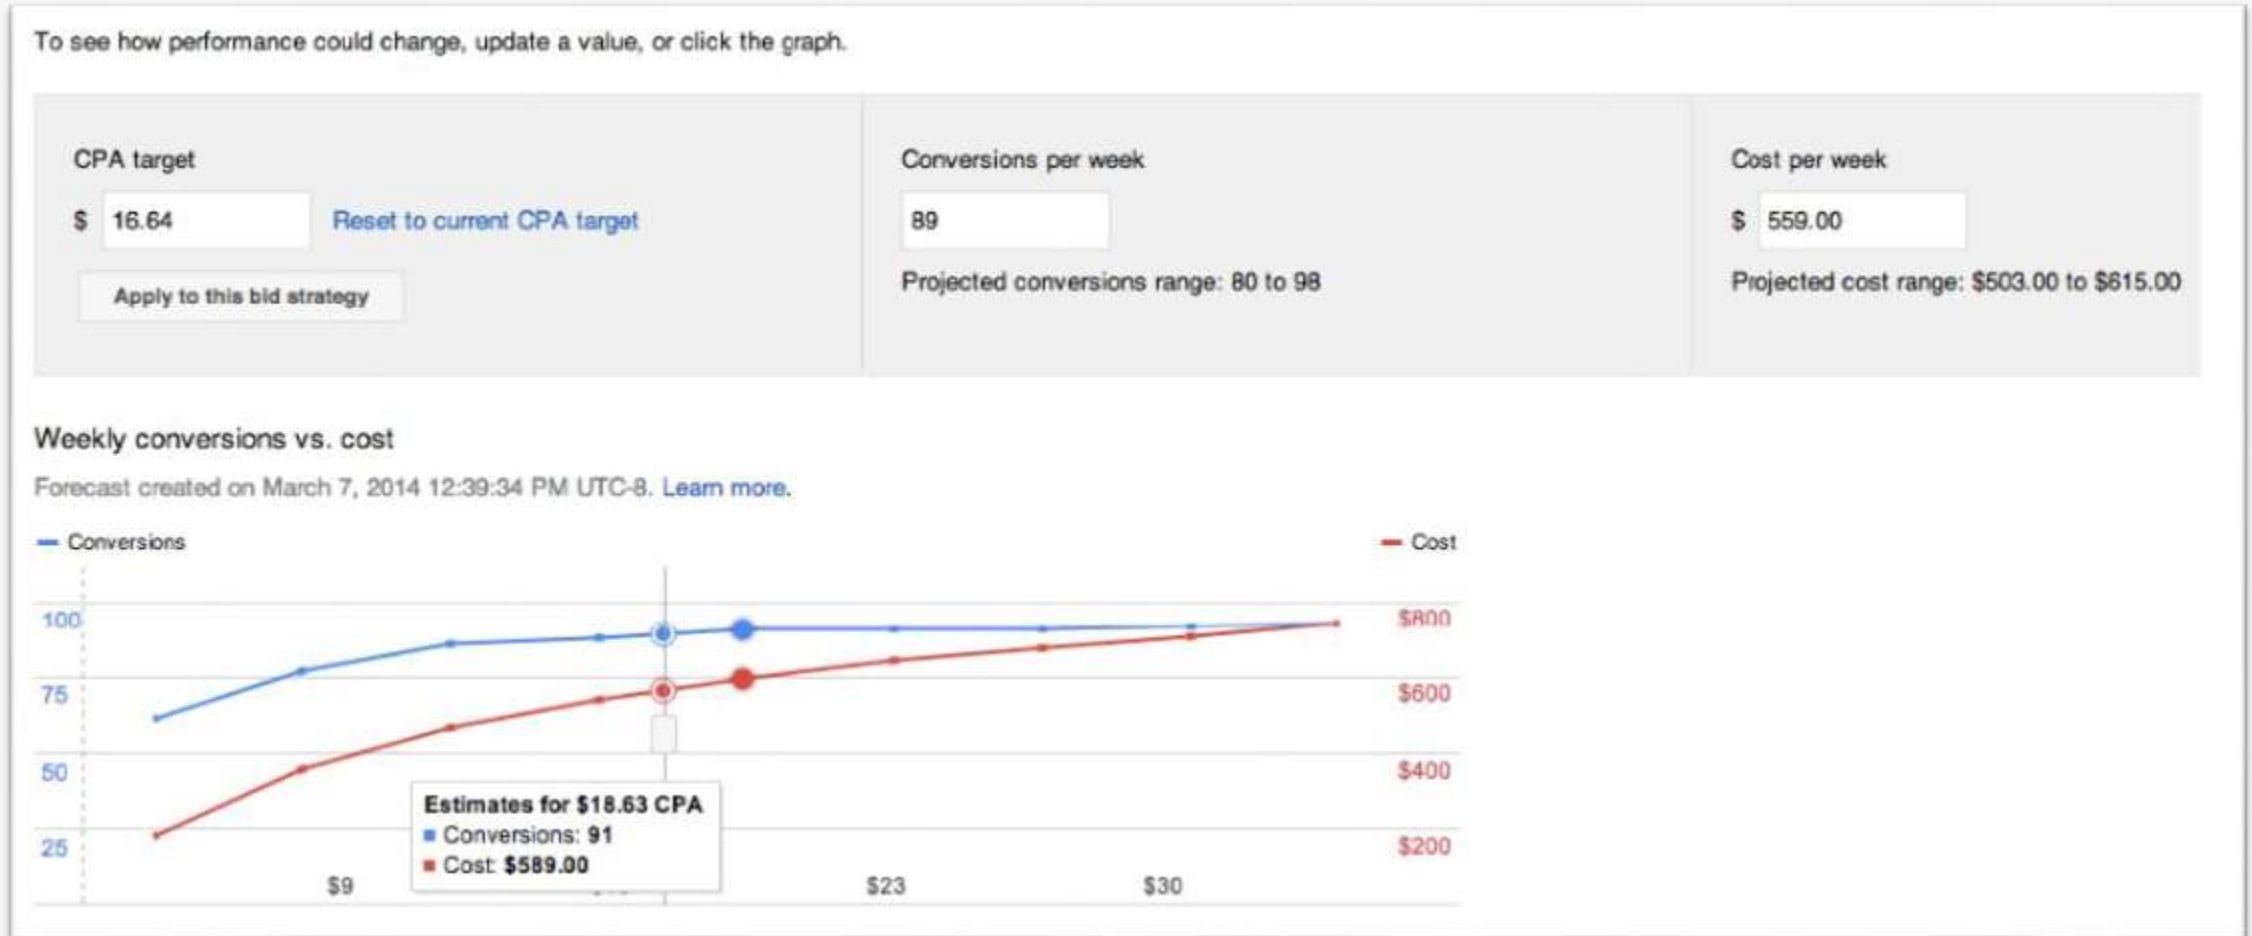 To see how performance could change, update a value, or click the graph.
CPA target
$ 16.64 Reset to current CPA target
Apply to this bid strategy
Conversions per week
89
Projected conversions range: 80 to 98
Cost per week
$ 559.00
Projected cost range: $503.00 to $615.00
Weekly conversions vs. cost
Forecast created on March 7, 2014 12:39:34 PM UTC-8. Learn more.
Conversions
Cost
100
$800
75
$600
50
$400
Estimates for $18.63 CPA
Conversions: 91
Cost: $589.00
25
$200
$9
$23
$30